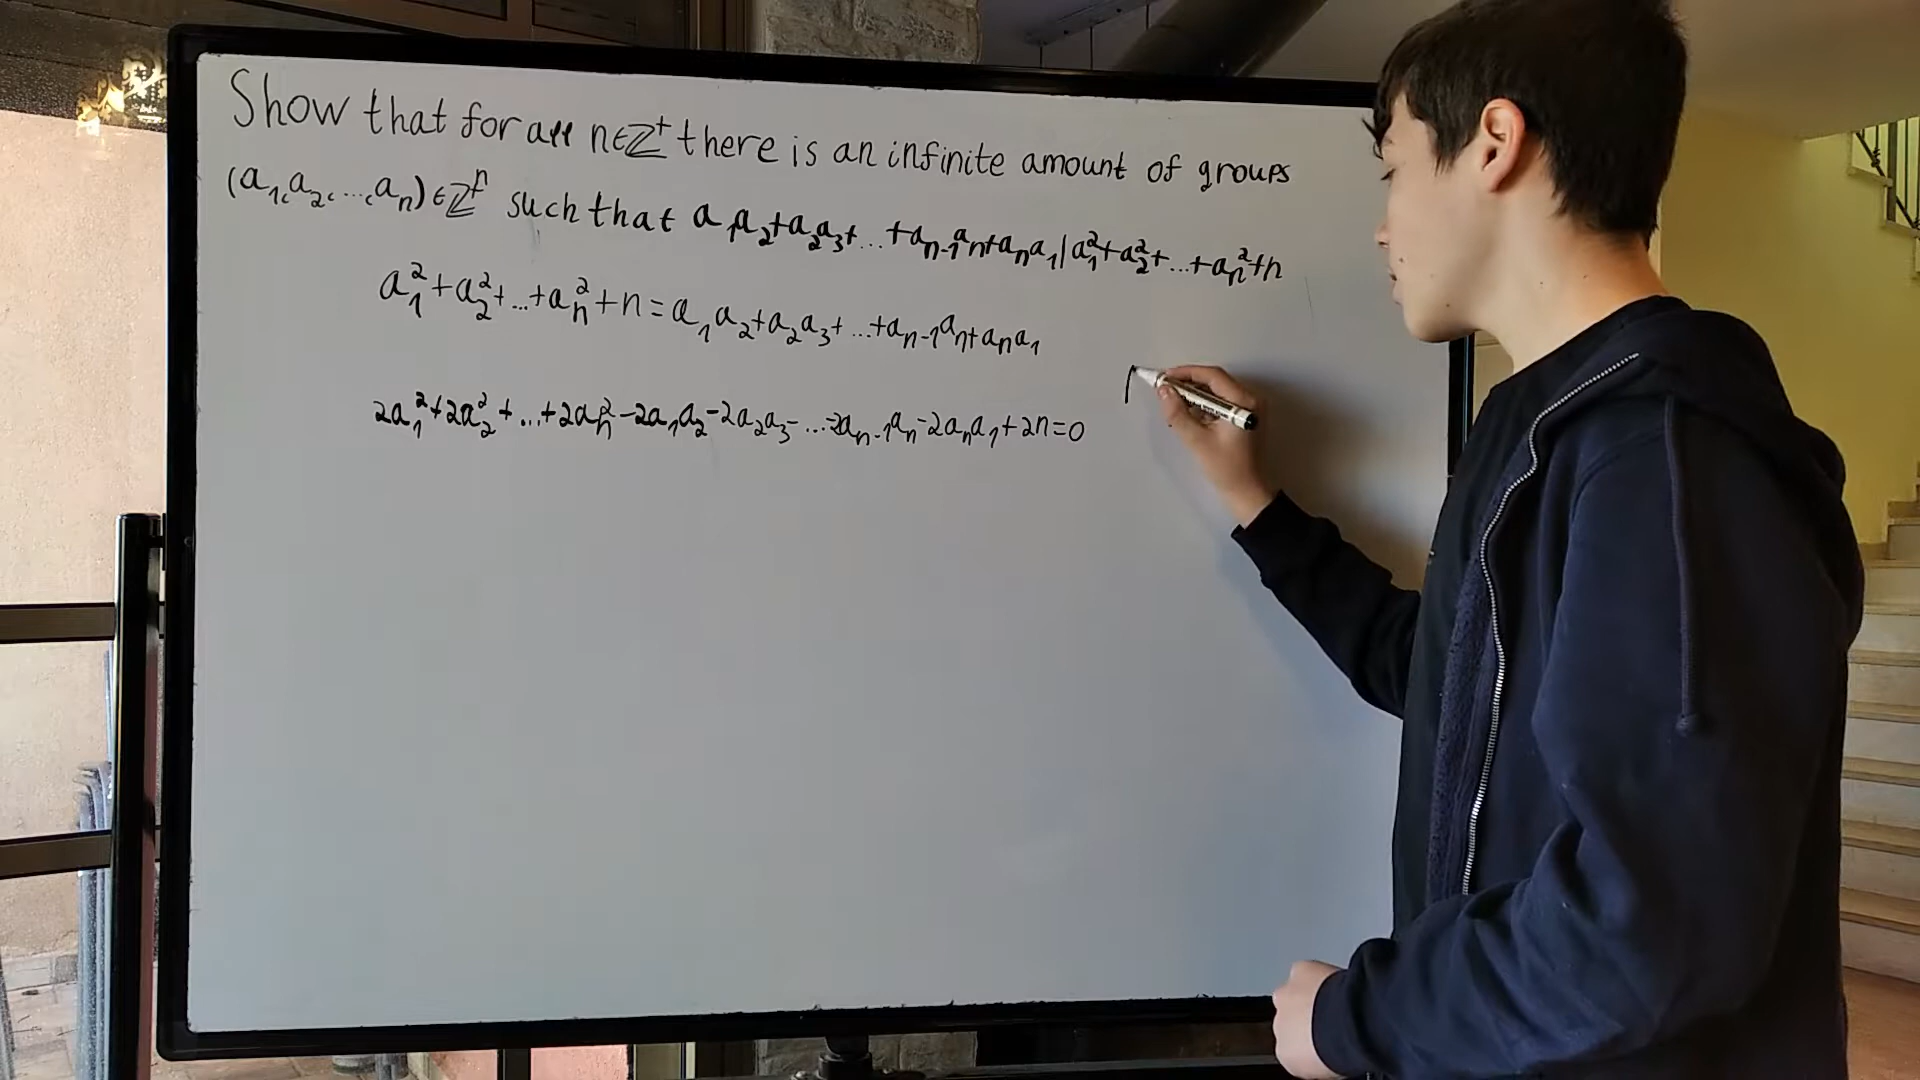 Show that for all n∈ℤ⁺ there is an infinite amount of groups
(a₁, a₂, ..., aₙ)∈ℤⁿ such that a₁a₂+a₂a₃+...+aₙ₋₁aₙ+aₙa₁|a₁²+a₂²+...+aₙ²+n
a₁²+a₂²+...+aₙ²+n=a₁a₂+a₂a₃+...+aₙ₋₁aₙ+aₙa₁
2a₁²+2a₂²+...+2aₙ²-2a₁a₂-2a₂a₃-...-2aₙ₋₁aₙ-2aₙa₁+2n=0